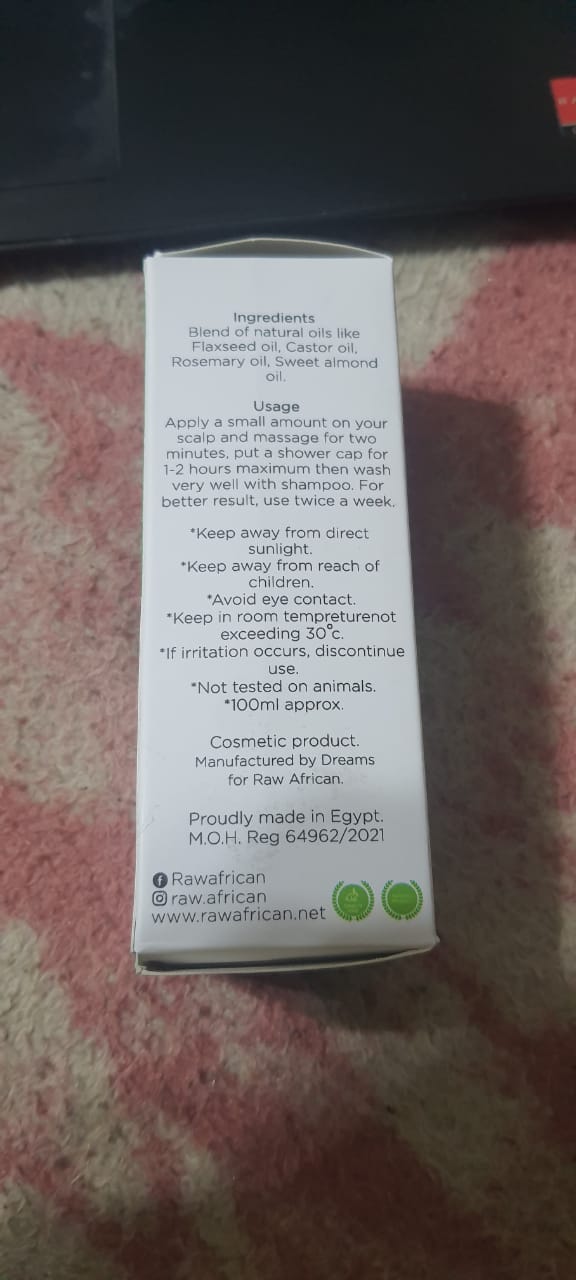 Ingredients
Blend of natural oils like
Flaxseed oil, Castor oil,
Rosemary oil, Sweet almond
oil.
Usage
Apply a small amount on your
scalp and massage for two
minutes, put a shower cap for
1-2 hours maximum then wash
very well with shampoo. For
better result, use twice a week.
*Keep away from direct
sunlight.
*Keep away from reach of
children.
*Avoid eye contact.
*Keep in room tempreturenot
exceeding 30°c.
*If irritation occurs, discontinue
use.
*Not tested on animals.
*100ml approx.
Cosmetic product.
Manufactured by Dreams
for Raw African.
Proudly made in Egypt.
M.O.H. Reg 64962/2021
Rawafrican
raw.african
www.rawafrican.net